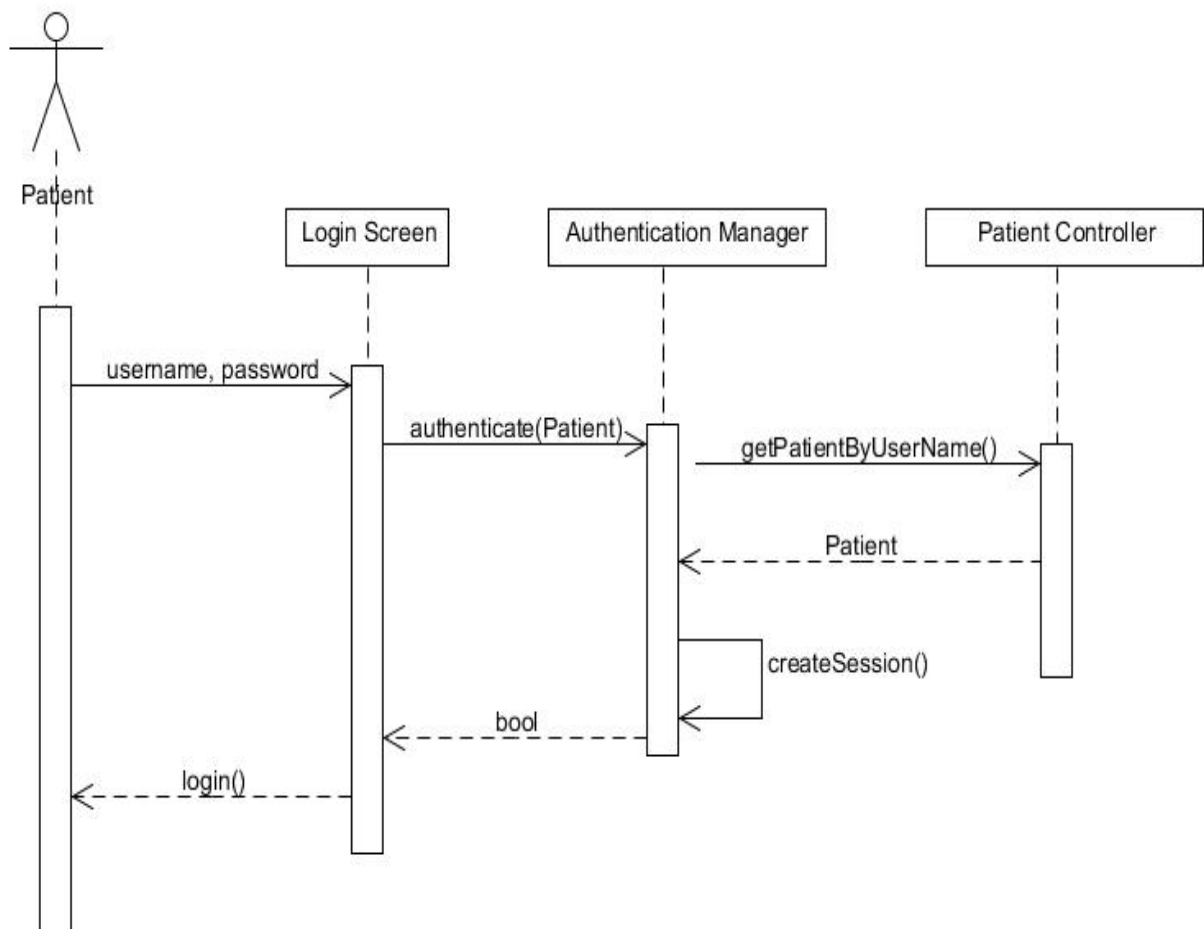 Patient
Login Screen
Authentication Manager
Patient Controller
username, password
authenticate(Patient)
getPatientByUserName()
Patient
createSession()
bool
login()